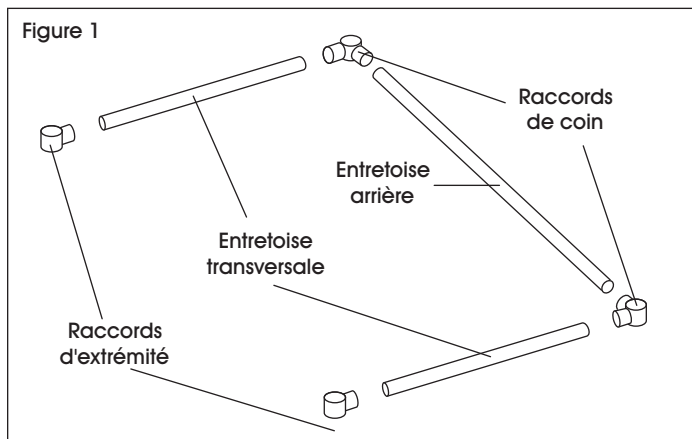 Figure 1
Raccords
de coin
Entretoise
arrière
Entretoise
transversale
Raccords
d'extrémité